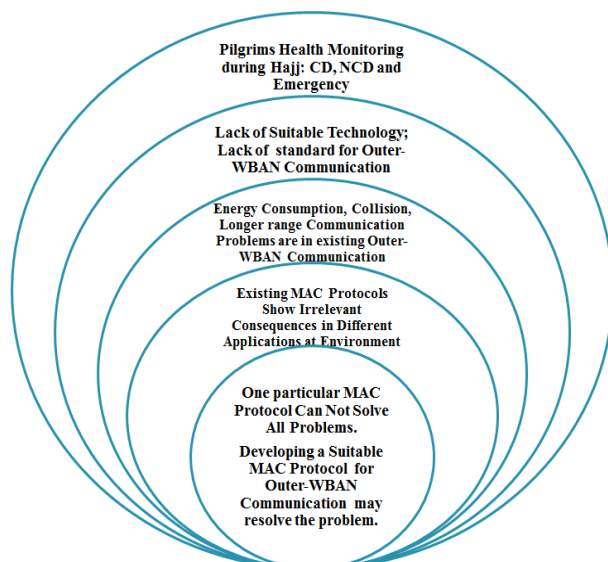 Pilgrims Health Monitoring
during Hajj: CD, NCD and
Emergency
Lack of Suitable Technology;
Lack of standard for Outer-
WBAN Communication
Energy Consumption, Collision,
Longer range Communication
Problems are in existing Outer-
WBAN Communication
Existing MAC Protocols
Show Irrelevant
Consequences in Different
Applications at Environment
One particular MAC
Protocol Can Not Solve
All Problems.
Developing a Suitable
MAC Protocol for
Outer-WBAN
Communication may
resolve the problem.